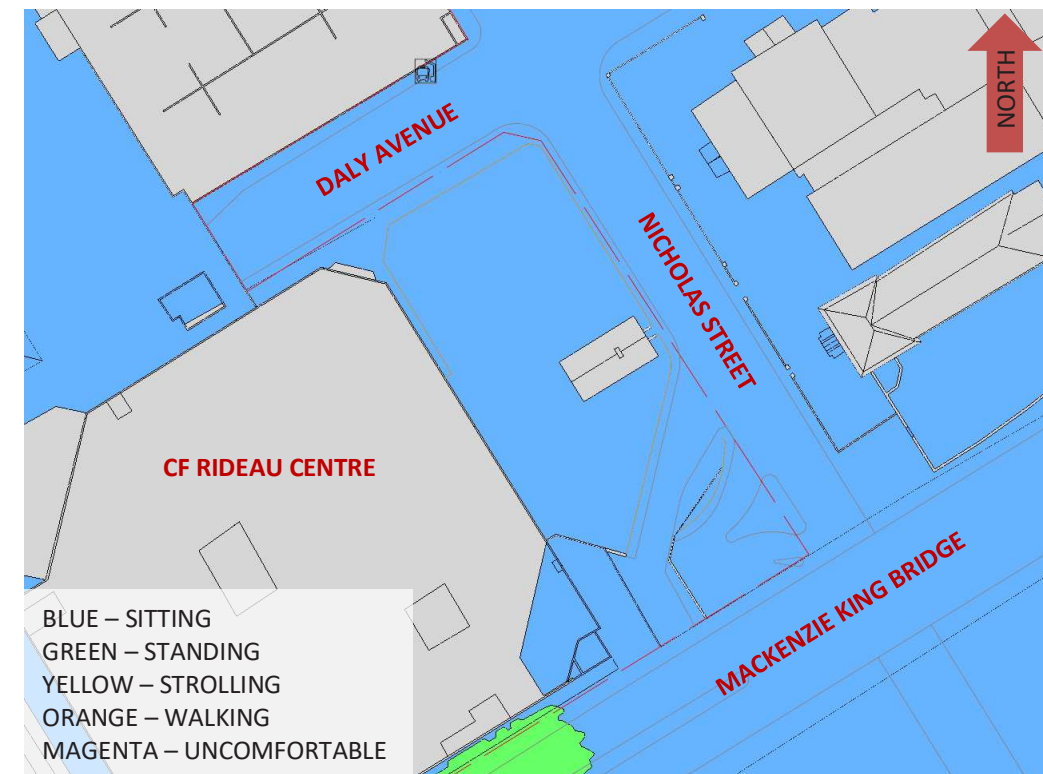 NORTH
DALY AVENUE
NICHOLAS STREET
CF RIDEAU CENTRE
MACKENZIE KING BRIDGE
BLUE – SITTING
GREEN – STANDING
YELLOW – STROLLING
ORANGE – WALKING
MAGENTA – UNCOMFORTABLE